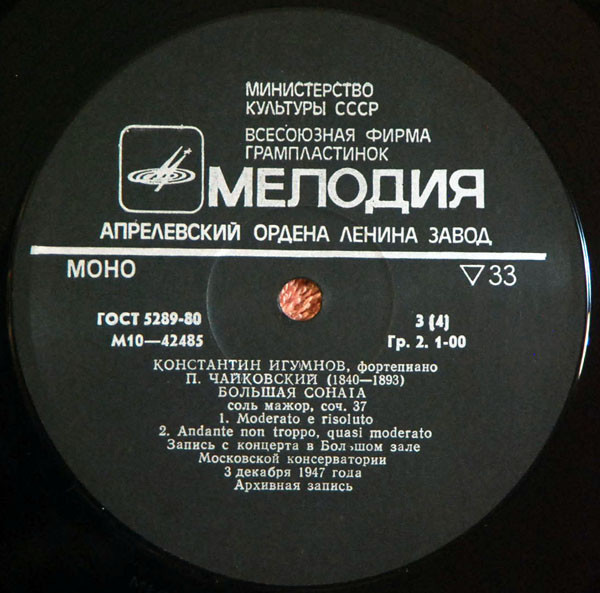 МИНИСТЕРСТВО
КУЛЬТУРЫ СССР
ВСЕСОЮЗНАЯ ФИРМА
ГРАМПЛАСТИНОК
МЕЛОДИЯ
АПРЕЛЕВСКИЙ ОРДЕНА ЛЕНИНА ЗАВОД
МОНО ▽33
ГОСТ 5289-80 3 (4)
М10—42485 Гр. 2. 1-00
КОНСТАНТИН ИГУМНОВ, фортепиано
П. ЧАЙКОВСКИЙ (1840—1893)
БОЛЬШАЯ СОНАТА
соль мажор, соч. 37
1. Moderato e risoluto
2. Andante non troppo, quasi moderato
Запись с концерта в Большом зале
Московской консерватории
3 декабря 1947 года
Архивная запись